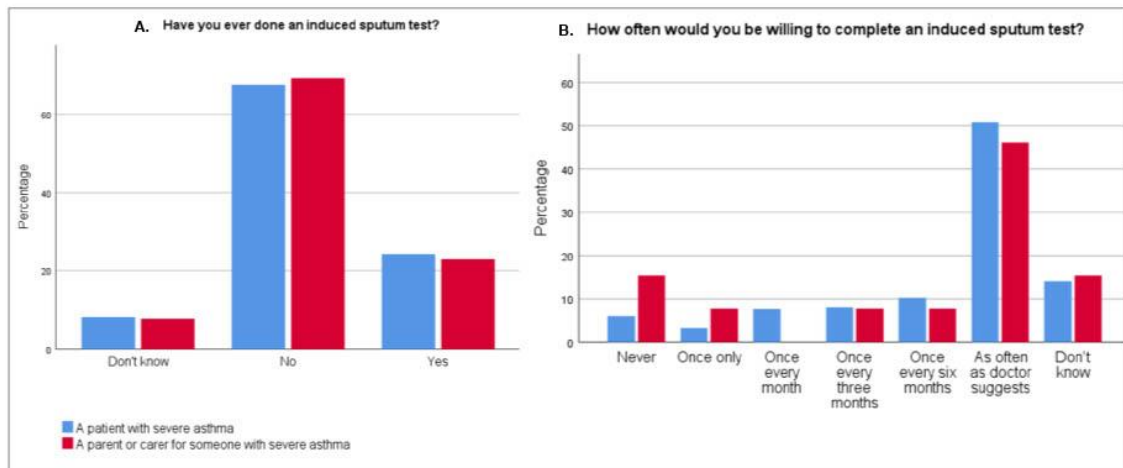 A. Have you ever done an induced sputum test?
Percentage
60
40
20
0
Don't know
No
Yes
A patient with severe asthma
A parent or carer for someone with severe asthma
B. How often would you be willing to complete an induced sputum test?
Percentage
60
50
40
30
20
10
0
Never
Once only
Once
every
month
Once
every
three
months
Once
every six
months
As often
as doctor
suggests
Don't
know